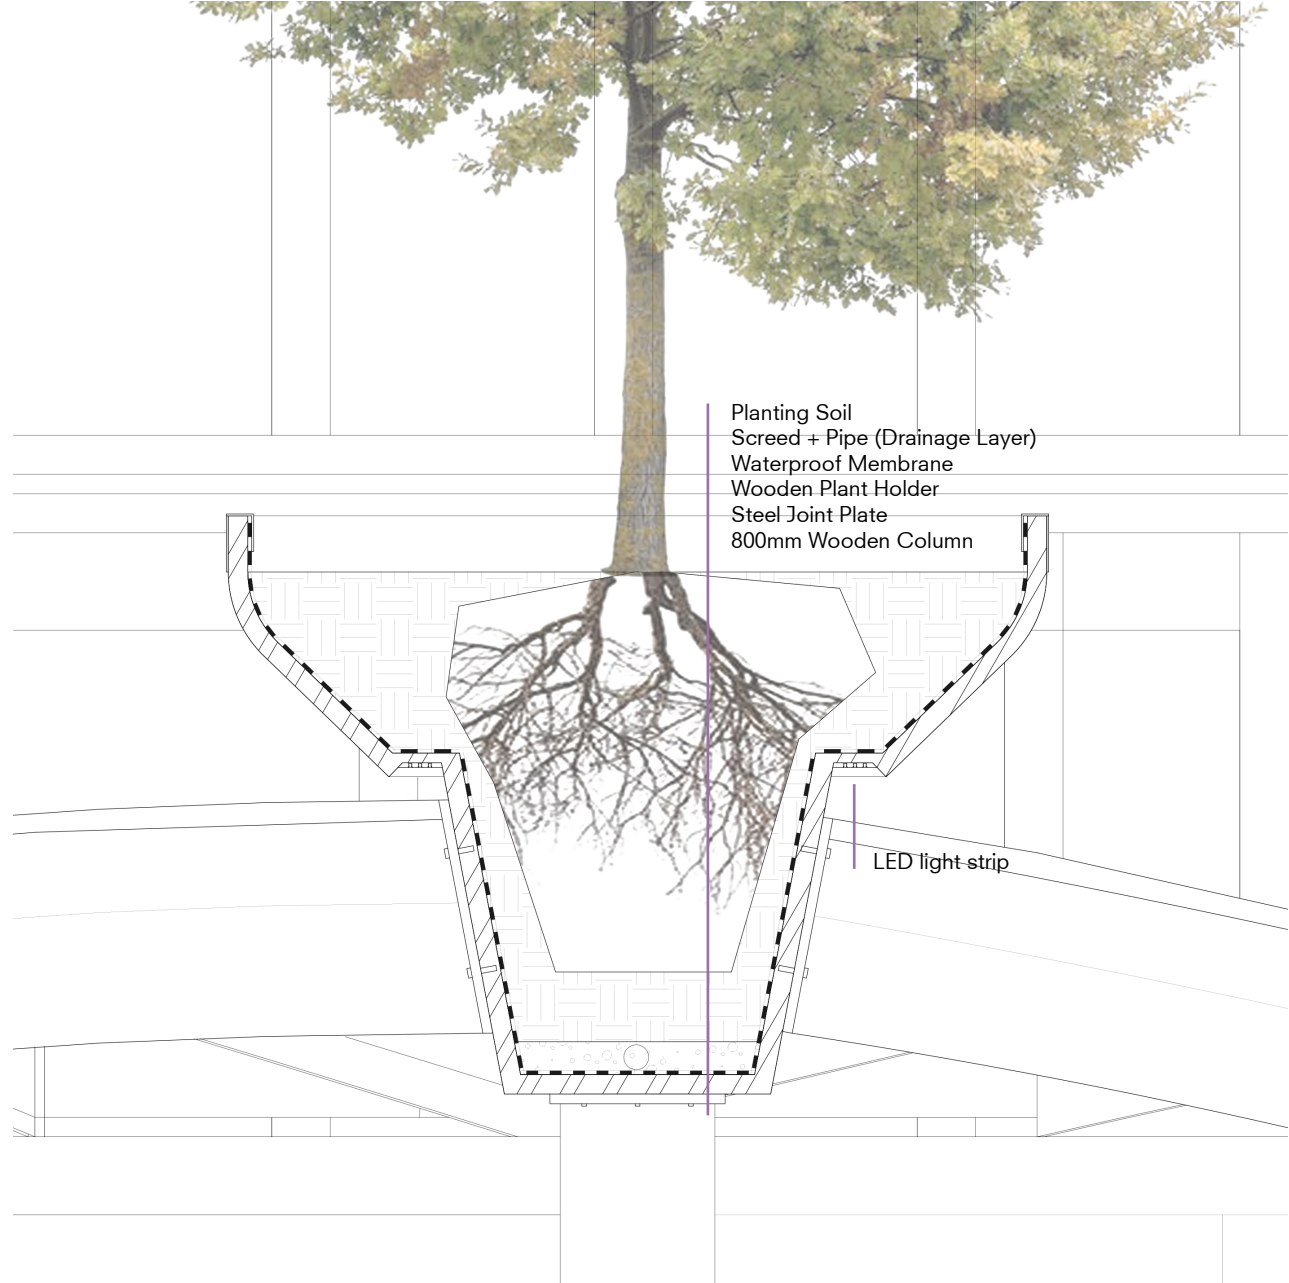 Planting Soil
Screed + Pipe (Drainage Layer)
Waterproof Membrane
Wooden Plant Holder
Steel Joint Plate
800mm Wooden Column
LED light strip